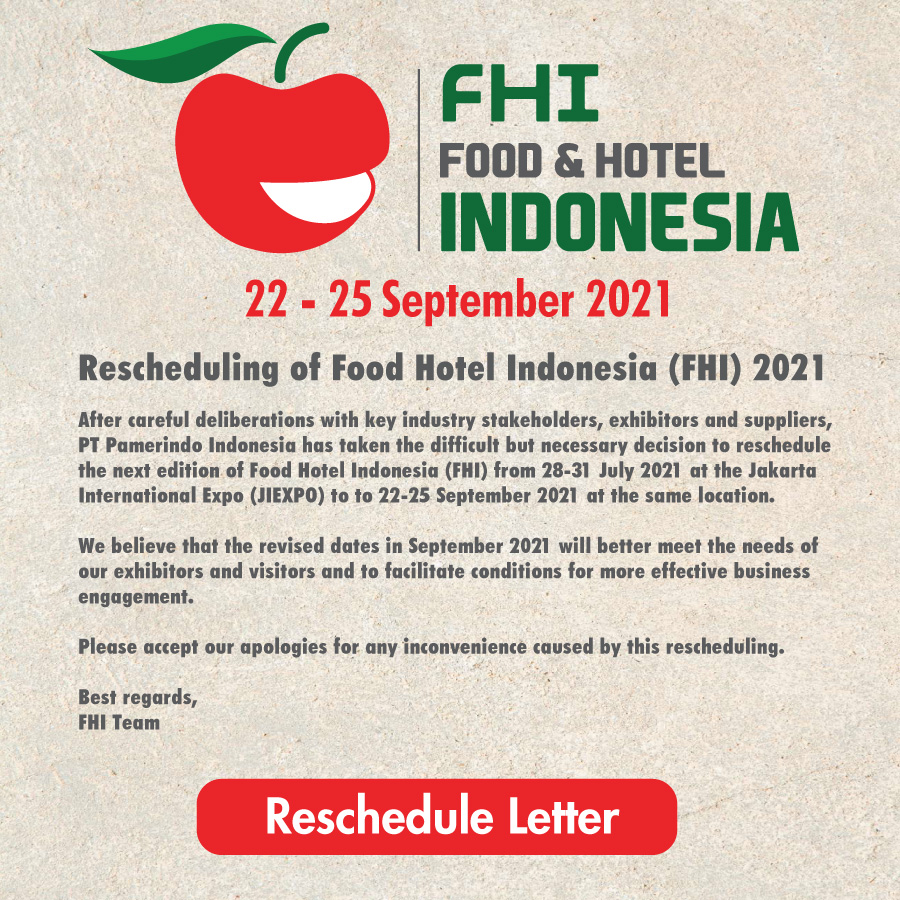 FHI
FOOD & HOTEL
INDONESIA
22 - 25 September 2021
Rescheduling of Food Hotel Indonesia (FHI) 2021
After careful deliberations with key industry stakeholders, exhibitors and suppliers,
PT Pamerindo Indonesia has taken the difficult but necessary decision to reschedule
the next edition of Food Hotel Indonesia (FHI) from 28-31 July 2021 at the Jakarta
International Expo (JIEXPO) to to 22-25 September 2021 at the same location.
We believe that the revised dates in September 2021 will better meet the needs of
our exhibitors and visitors and to facilitate conditions for more effective business
engagement.
Please accept our apologies for any inconvenience caused by this rescheduling.
Best regards,
FHI Team
Reschedule Letter